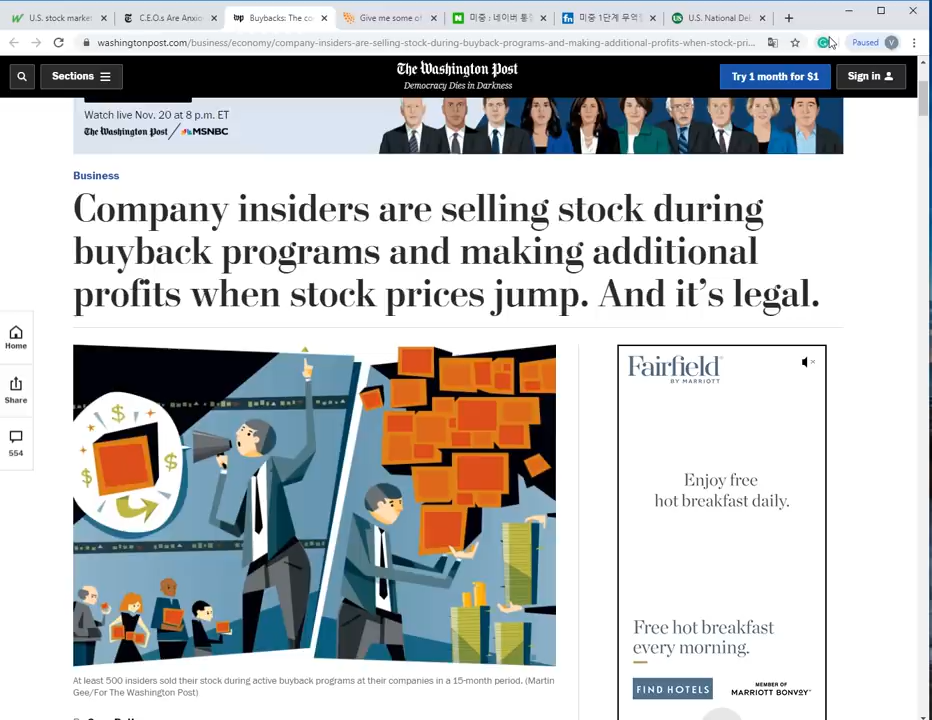 U.S. stock market
C.E.O.s Are Anxio
Buybacks: The co
Give me some of
미중 : 네이버 통
미중 1단계 무역
U.S. National De
washingtonpost.com/business/economy/company-insiders-are-selling-stock-during-buyback-programs-and-making-additional-profits-when-stock-pri...
Paused
V
Sections
The Washington Post
Democracy Dies in Darkness
Try 1 month for $1
Sign in
Watch live Nov. 20 at 8 p.m. ET
The Washington Post / MSNBC
Business
Company insiders are selling stock during
buyback programs and making additional
profits when stock prices jump. And it's legal.
Home
Share
554
At least 500 insiders sold their stock during active buyback programs at their companies in a 15-month period. (Martin
Gee/For The Washington Post)
Fairfield
BY MARRIOTT
Enjoy free
hot breakfast daily.
Free hot breakfast
every morning.
FIND HOTELS
MEMBER OF
MARRIOTT BONVOY